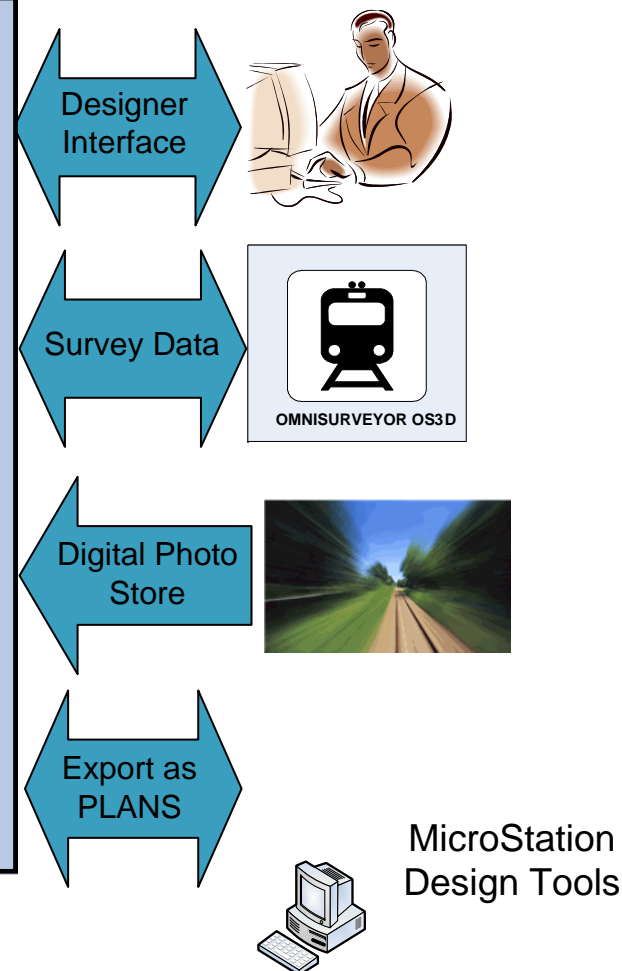 Designer
Interface
Survey Data
OMNISURVEYOR OS3D
Digital Photo
Store
Export as
PLANS
MicroStation
Design Tools